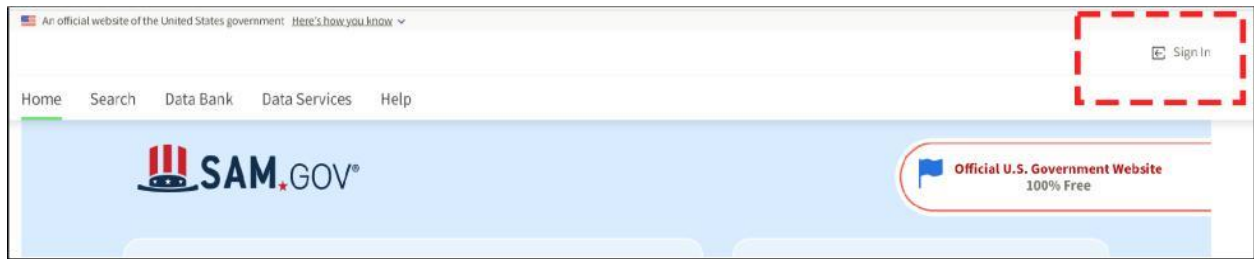 An official website of the United States government Here's how you know
Sign In
Home Search Data Bank Data Services Help
SAM.GOV®
Official U.S. Government Website
100% Free